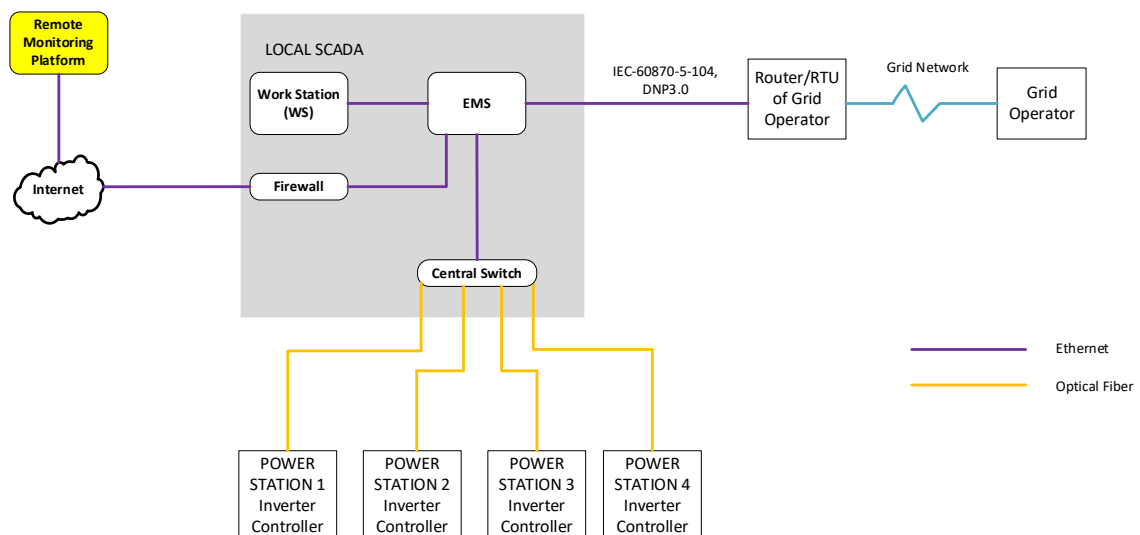 Remote
Monitoring
Platform
LOCAL SCADA
Work Station
(WS)
EMS
IEC-60870-5-104,
DNP3.0
Router/RTU
of Grid
Operator
Grid Network
Grid
Operator
Internet
Firewall
Central Switch
Ethernet
Optical Fiber
POWER
STATION 1
Inverter
Controller
POWER
STATION 2
Inverter
Controller
POWER
STATION 3
Inverter
Controller
POWER
STATION 4
Inverter
Controller